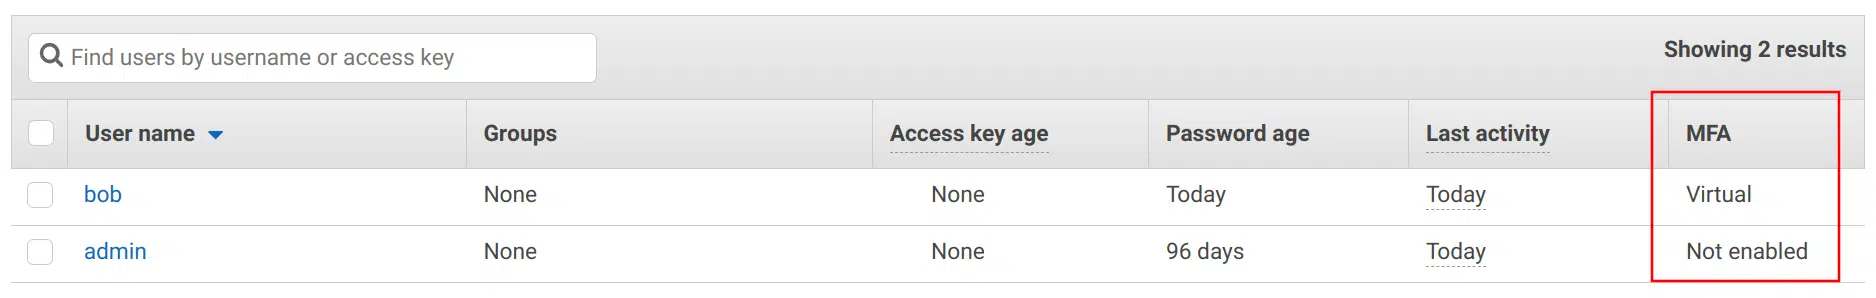 Find users by username or access key
Showing 2 results
User name Groups Access key age Password age Last activity MFA
bob None None Today Today Virtual
admin None None 96 days Today Not enabled